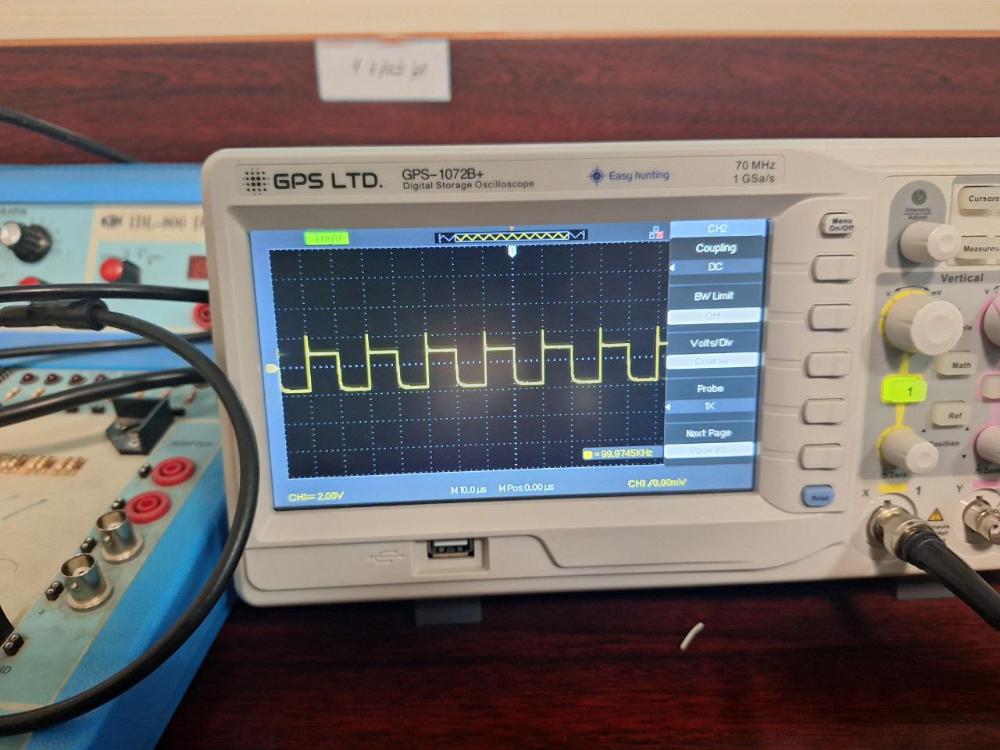 GPS LTD.
GPS-1072B+
Digital Storage Oscilloscope
Easy hunting
70 MHz
1 GSa/s
IDL-800
Trig'd
CH2
Coupling
DC
BW Limit
Off
Volts/Div
Coarse
Probe
1X
Next Page
Page 1/3
=99.9745KHz
CH1= 2.00V
M 10.0 µs
M Pos:0.00 µs
CH1 /0.00mV
Menu
On/Off
Print
Intensity
Adjust
Cursors
Vertical
V
mV
V
Math
1
Ref
Position
Zero
X
1
Y
ADAPTER